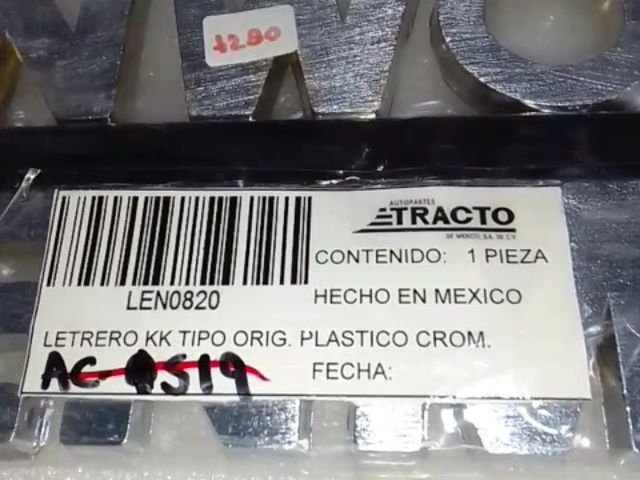 1280
AUTOPARTES
TRACTO
DE MEXICO, S.A. DE C.V.
CONTENIDO: 1 PIEZA
LEN0820
HECHO EN MEXICO
LETRERO KK TIPO ORIG. PLASTICO CROM.
AC-0519
FECHA: